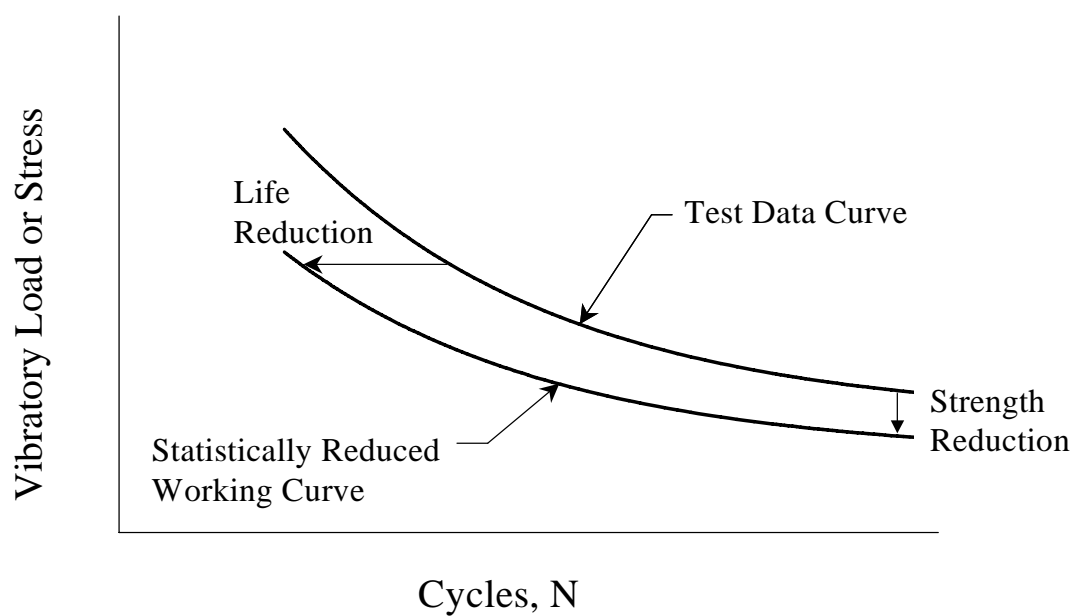 Vibratory Load or Stress
Life
Reduction
Test Data Curve
Strength
Reduction
Statistically Reduced
Working Curve
Cycles, N